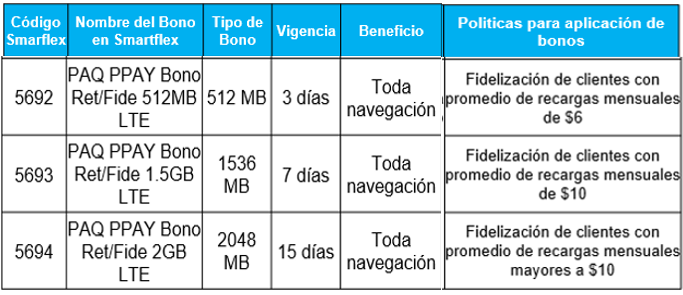 Código Smarflex
Nombre del Bono en Smartflex
Tipo de Bono
Vigencia
Beneficio
Politicas para aplicación de bonos
5692
PAQ PPAY Bono
Ret/Fide 512MB
LTE
512 MB
3 días
Toda
navegación
Fidelización de clientes con
promedio de recargas mensuales
de $6
5693
PAQ PPAY Bono
Ret/Fide 1.5GB
LTE
1536
MB
7 días
Toda
navegación
Fidelización de clientes con
promedio de recargas mensuales
de $10
5694
PAQ PPAY Bono
Ret/Fide 2GB
LTE
2048
MB
15 días
Toda
navegación
Fidelización de clientes con
promedio de recargas mensuales
mayores a $10